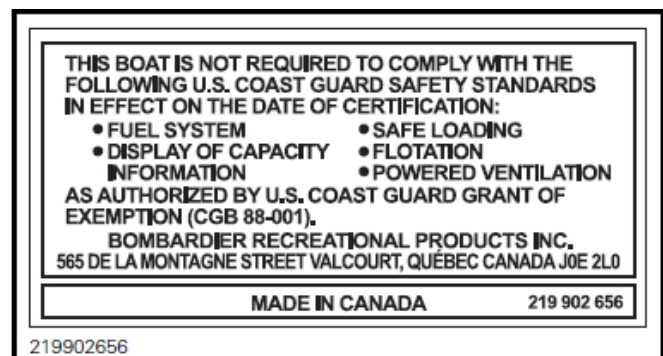 THIS BOAT IS NOT REQUIRED TO COMPLY WITH THE
FOLLOWING U.S. COAST GUARD SAFETY STANDARDS
IN EFFECT ON THE DATE OF CERTIFICATION:
• FUEL SYSTEM • SAFE LOADING
• DISPLAY OF CAPACITY • FLOTATION
INFORMATION • POWERED VENTILATION
AS AUTHORIZED BY U.S. COAST GUARD GRANT OF
EXEMPTION (CGB 88-001).
BOMBARDIER RECREATIONAL PRODUCTS INC.
565 DE LA MONTAGNE STREET VALCOURT, QUÉBEC CANADA J0E 2L0
MADE IN CANADA 219 902 656
219902656